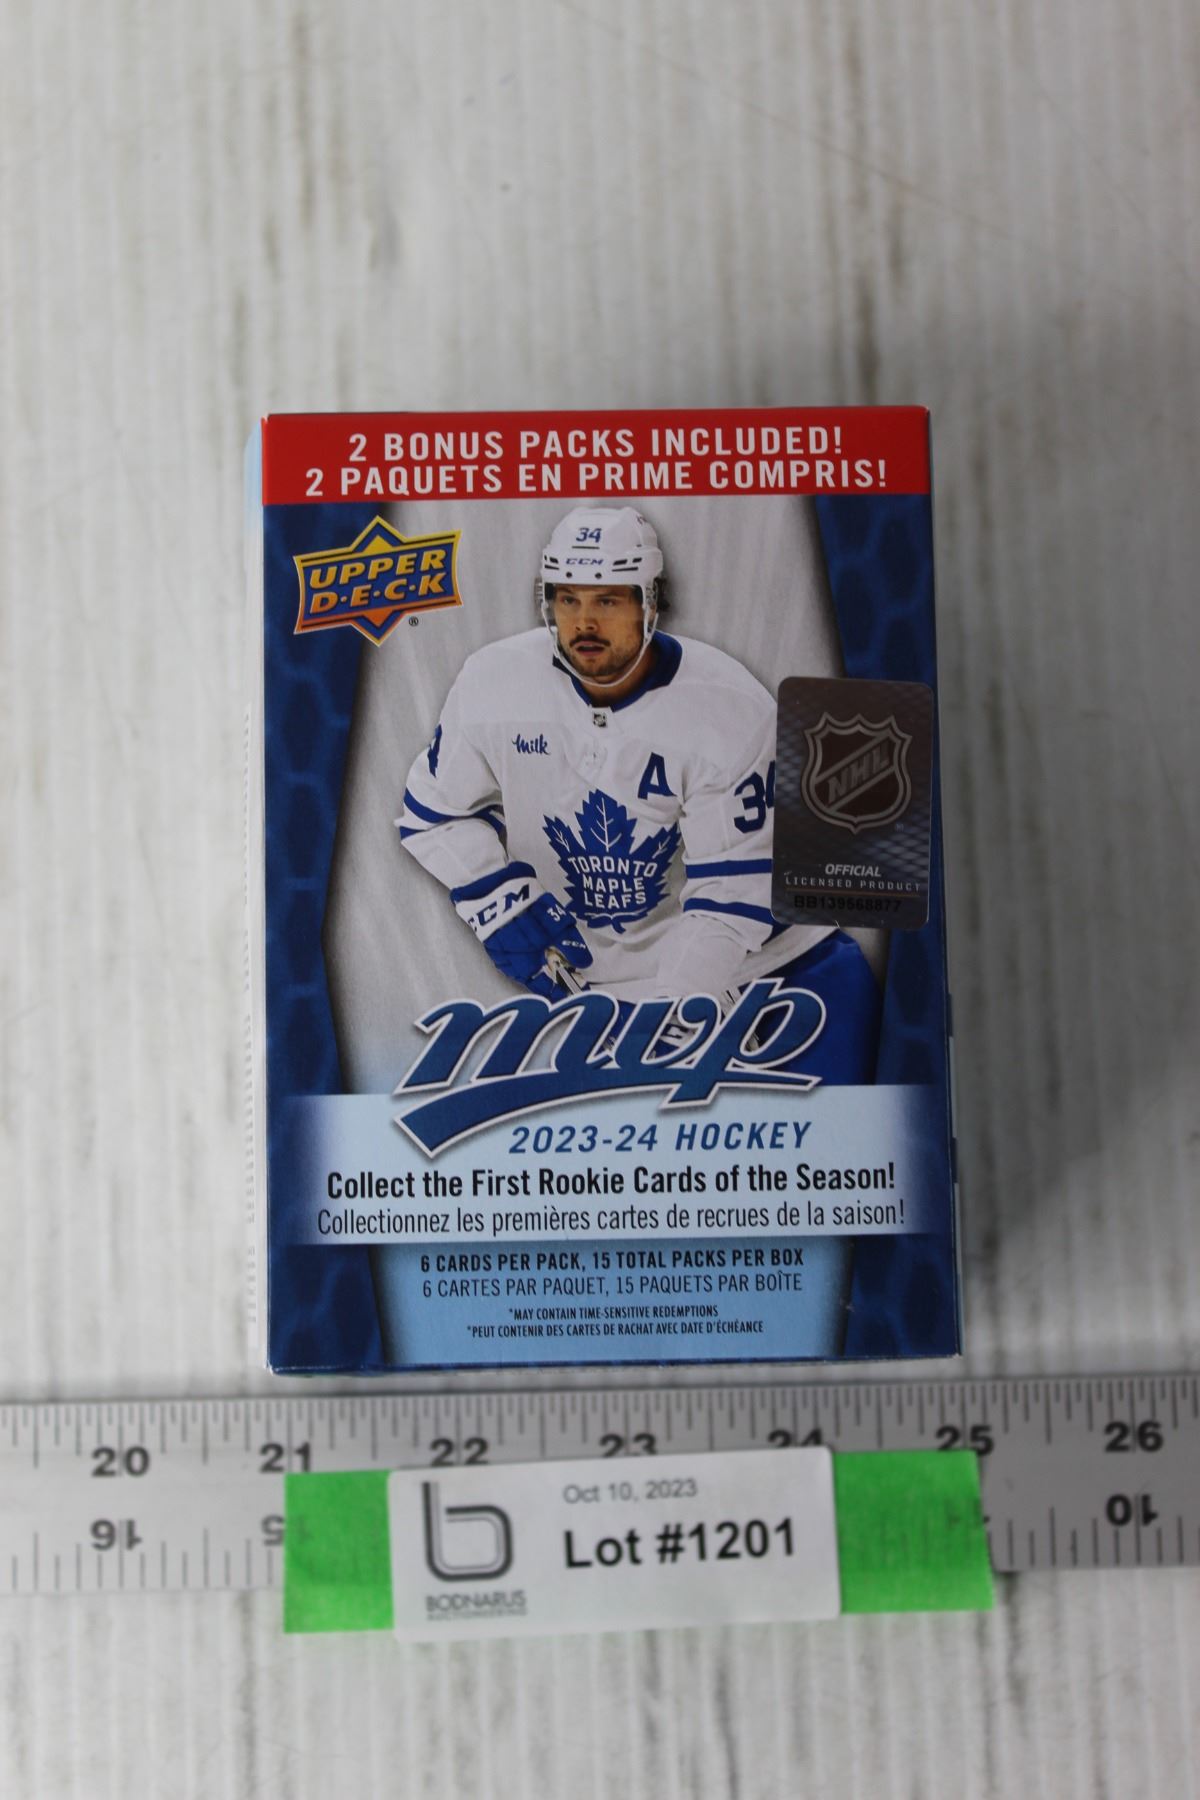 2 BONUS PACKS INCLUDED!
2 PAQUETS EN PRIME COMPRIS!
UPPER
D·E·C·K
®
34
CCM
Milk
A
34
TORONTO
MAPLE
LEAFS
CCM
34
CCM
NHL
OFFICIAL
LICENSED PRODUCT
BB139568877
mvp
2023-24 HOCKEY
Collect the First Rookie Cards of the Season!
Collectionnez les premières cartes de recrues de la saison!
6 CARDS PER PACK, 15 TOTAL PACKS PER BOX
6 CARTES PAR PAQUET, 15 PAQUETS PAR BOÎTE
*MAY CONTAIN TIME-SENSITIVE REDEMPTIONS
*PEUT CONTENIR DES CARTES DE RACHAT AVEC DATE D'ÉCHÉANCE
20 21 22 23 24 25 26
Oct 10, 2023
Lot #1201
BODNARUS
AUCTIONEERING
16 10